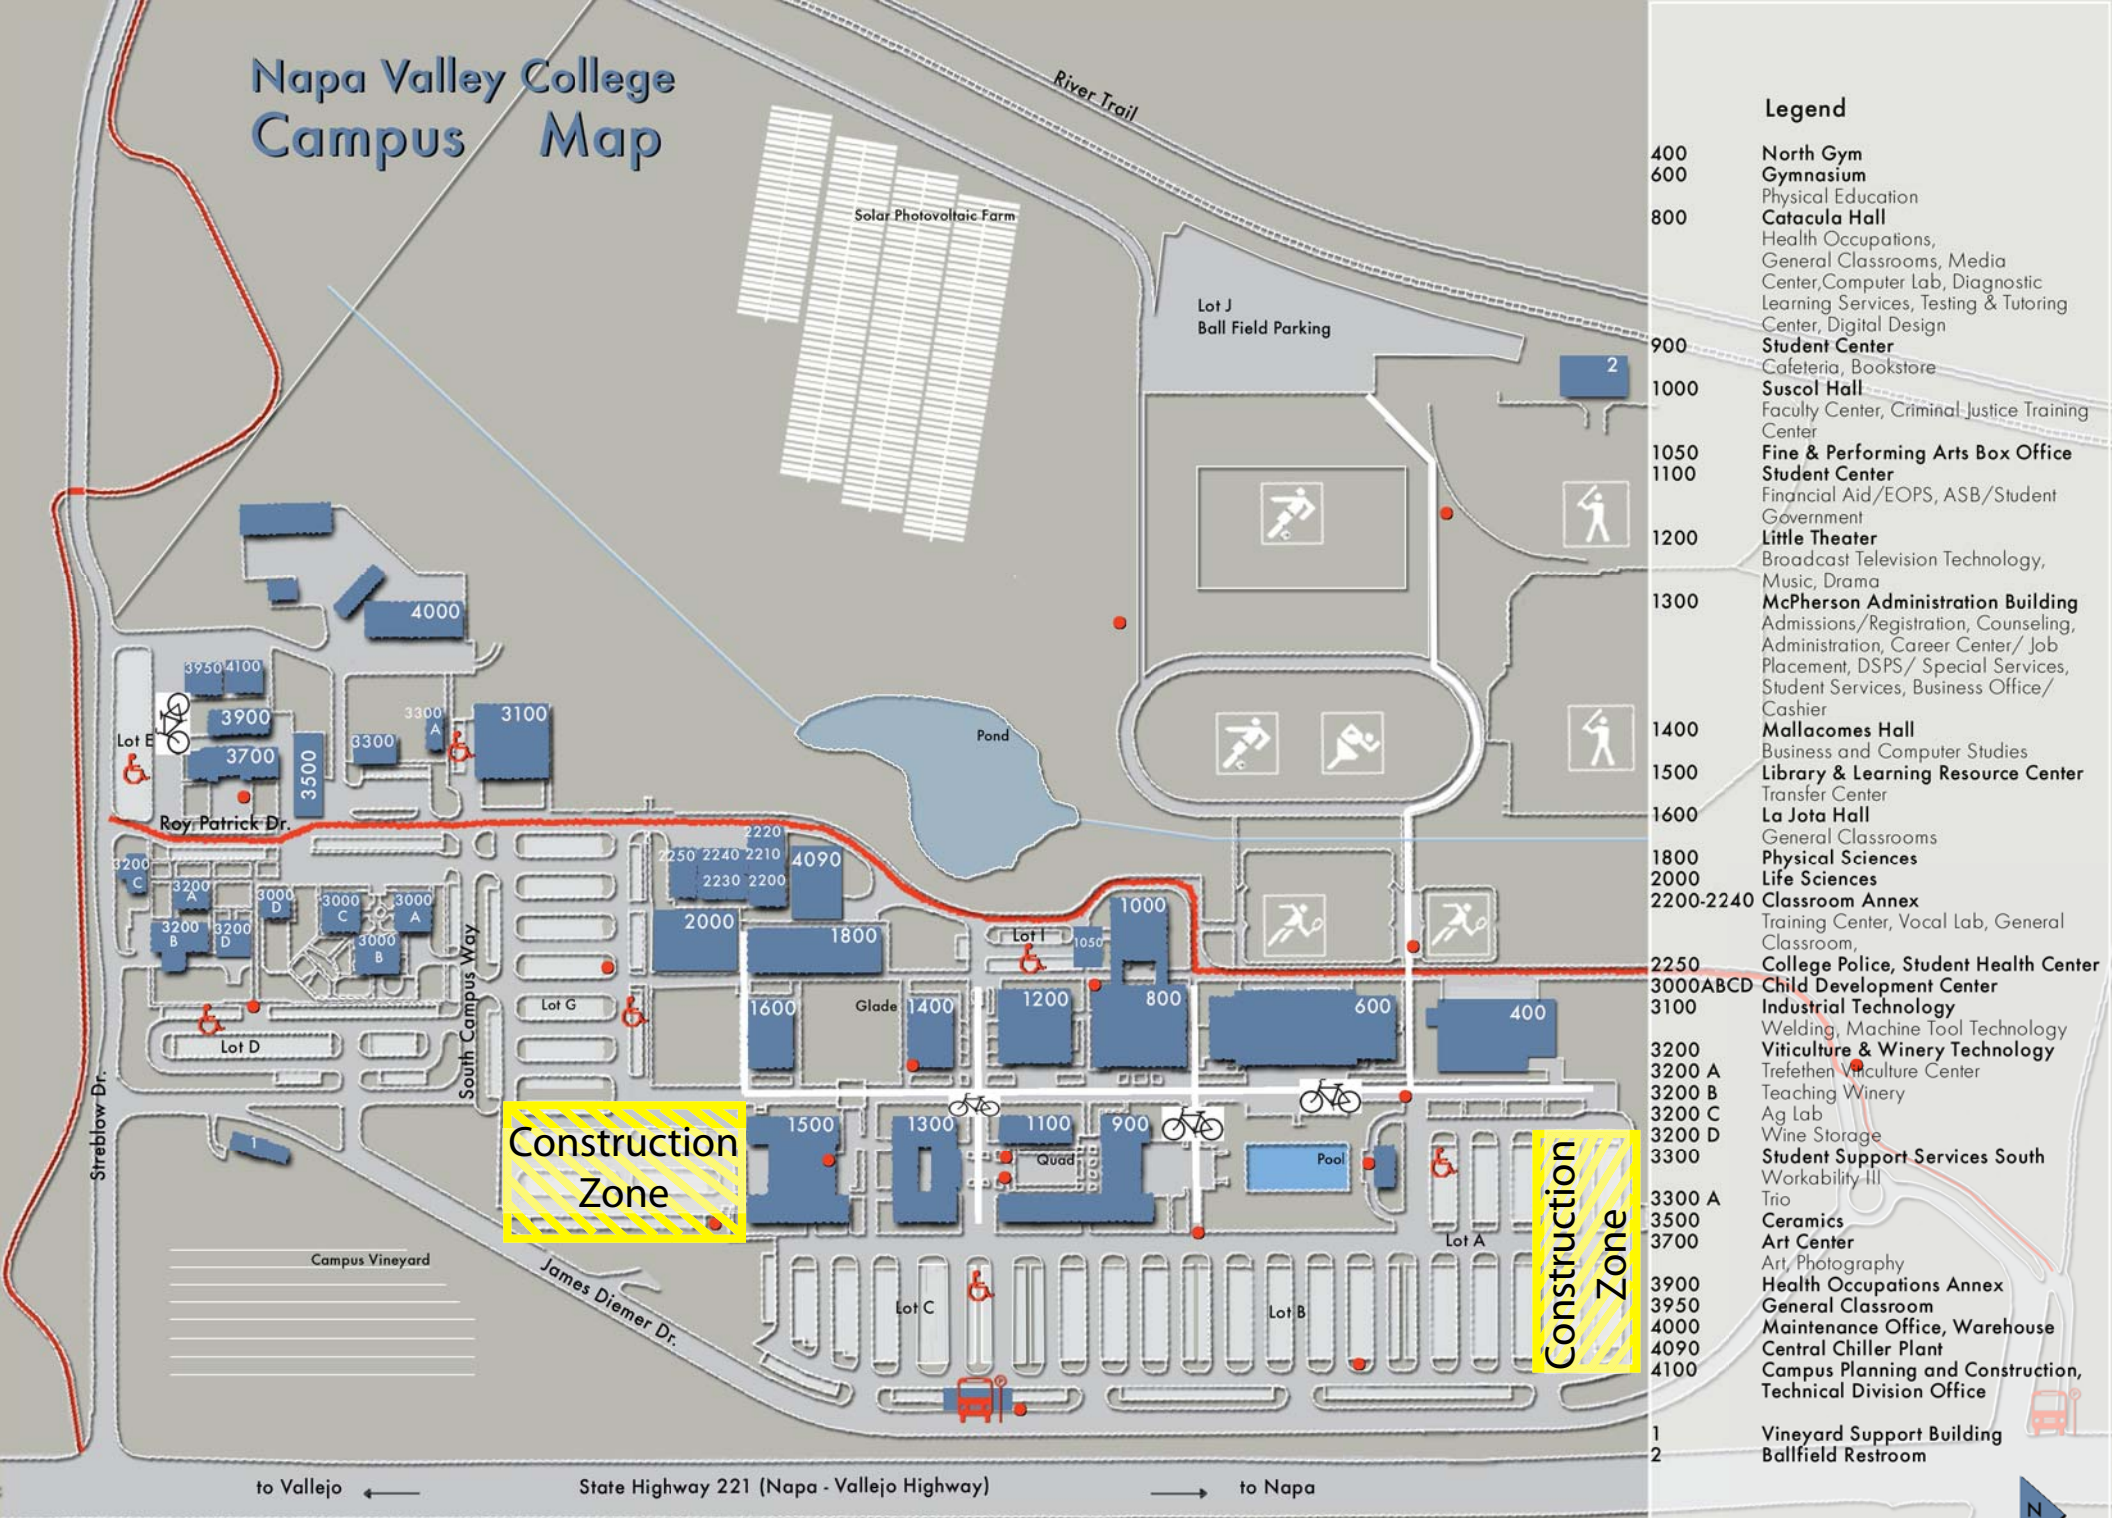 Napa Valley College
Campus Map
River Trail
Solar Photovoltaic Farm
Lot J
Ball Field Parking
2
4000
3950 4100
3900
3700
3500
3300
3300
A
3100
Lot E
Roy Patrick Dr.
Pond
2220
2250 2240 2210
2230 2200
4090
3200
C
3200
A
3200
B
3200
D
3000
D
3000
C
3000
A
3000
B
2000
1800
1000
1050
Lot I
Lot G
Lot D
South Campus Way
Streblow Dr.
1600
Glade
1400
1200
800
600
400
1
Construction
Zone
1500
1300
1100
900
Quad
Pool
Lot A
Construction
Zone
Campus Vineyard
James Diemer Dr.
Lot C
Lot B
to Vallejo
State Highway 221 (Napa - Vallejo Highway)
to Napa
Legend
400 North Gym
600 Gymnasium
Physical Education
800 Catacula Hall
Health Occupations,
General Classrooms, Media
Center,Computer Lab, Diagnostic
Learning Services, Testing & Tutoring
Center, Digital Design
900 Student Center
Cafeteria, Bookstore
1000 Suscol Hall
Faculty Center, Criminal Justice Training
Center
1050 Fine & Performing Arts Box Office
1100 Student Center
Financial Aid/EOPS, ASB/Student
Government
1200 Little Theater
Broadcast Television Technology,
Music, Drama
1300 McPherson Administration Building
Admissions/Registration, Counseling,
Administration, Career Center/ Job
Placement, DSPS/ Special Services,
Student Services, Business Office/
Cashier
1400 Mallacomes Hall
Business and Computer Studies
1500 Library & Learning Resource Center
Transfer Center
1600 La Jota Hall
General Classrooms
1800 Physical Sciences
2000 Life Sciences
2200-2240 Classroom Annex
Training Center, Vocal Lab, General
Classroom,
2250 College Police, Student Health Center
3000ABCD Child Development Center
3100 Industrial Technology
Welding, Machine Tool Technology
3200 Viticulture & Winery Technology
3200 A Trefethen Viticulture Center
3200 B Teaching Winery
3200 C Ag Lab
3200 D Wine Storage
3300 Student Support Services South
Workability III
3300 A Trio
3500 Ceramics
3700 Art Center
Art, Photography
3900 Health Occupations Annex
3950 General Classroom
4000 Maintenance Office, Warehouse
4090 Central Chiller Plant
4100 Campus Planning and Construction,
Technical Division Office
1 Vineyard Support Building
2 Ballfield Restroom
N